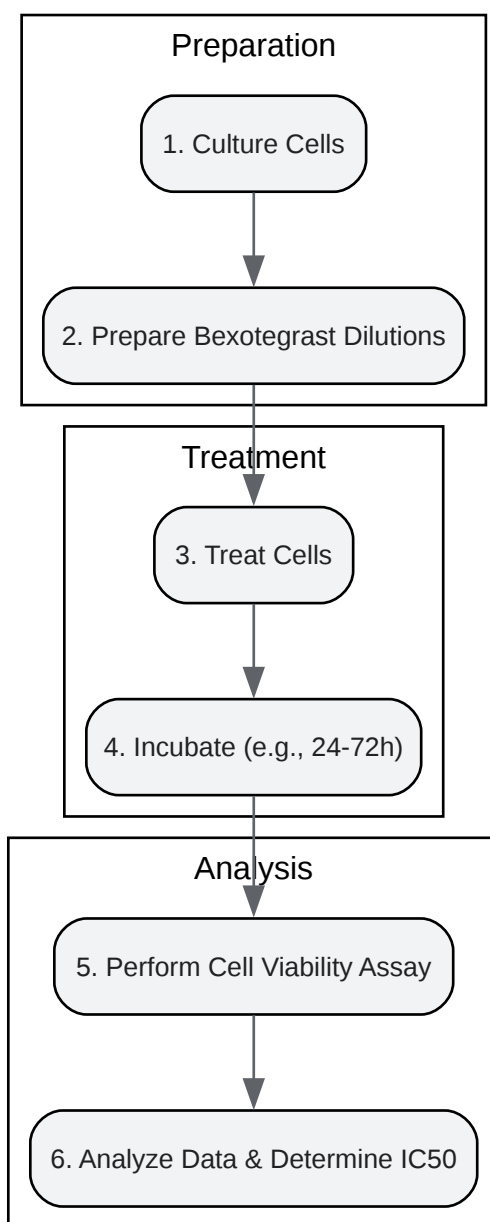 Preparation
1. Culture Cells
2. Prepare Bexotegrast Dilutions
Treatment
3. Treat Cells
4. Incubate (e.g., 24-72h)
Analysis
5. Perform Cell Viability Assay
6. Analyze Data & Determine IC50